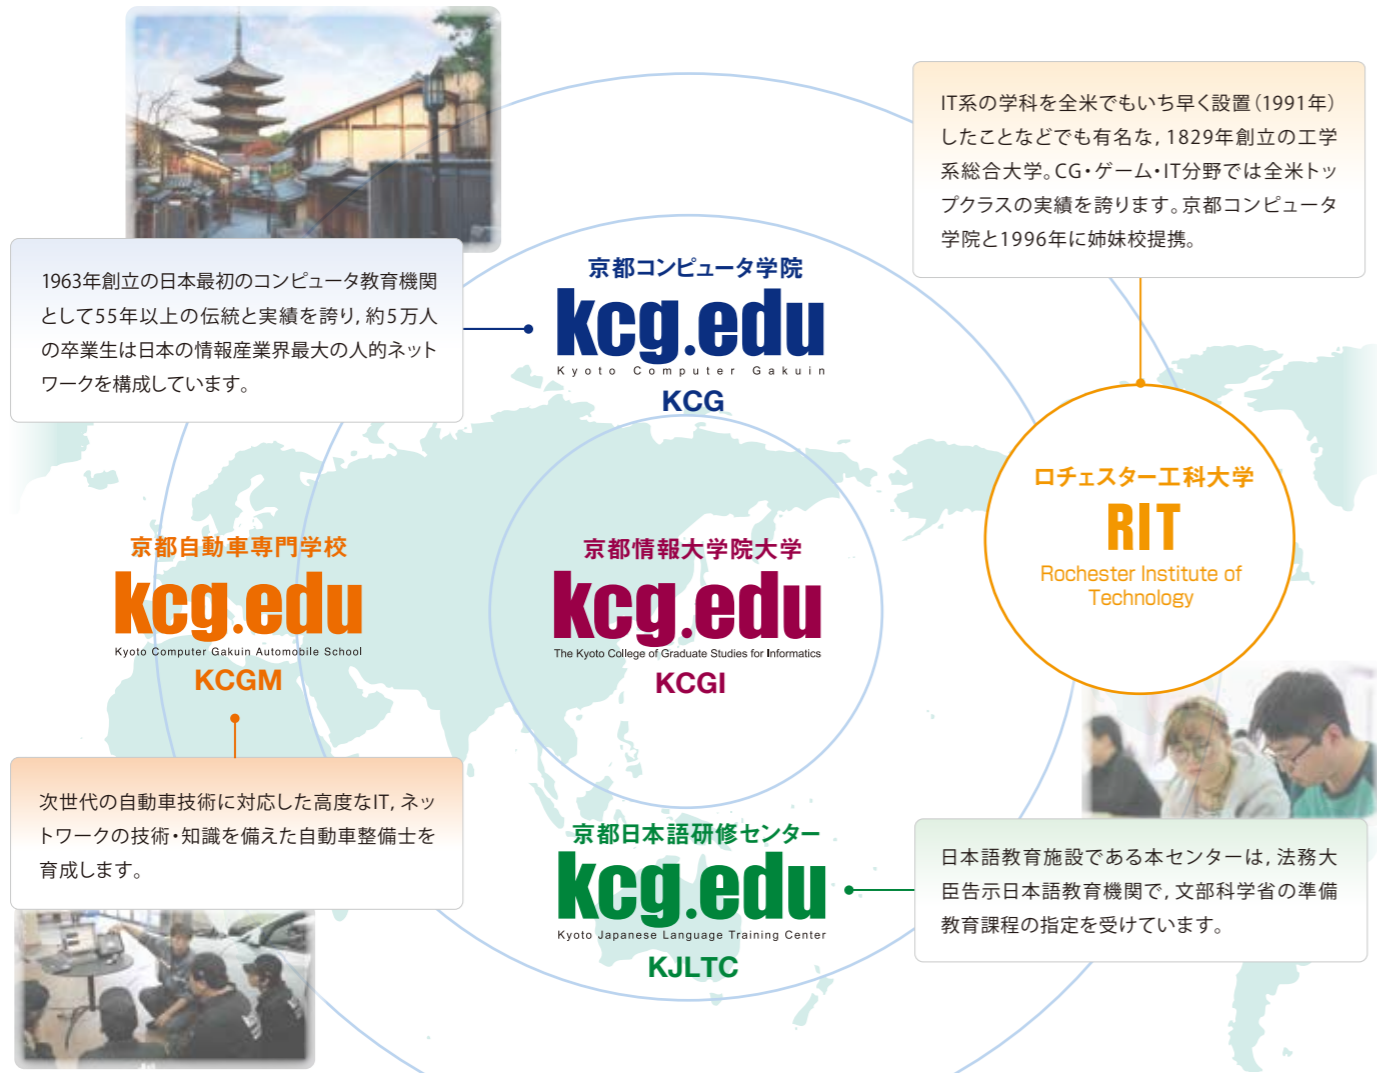 IT系の学科を全米でもいち早く設置（1991年）
したことなどでも有名な，1829年創立の工学
系総合大学。CG・ゲーム・IT分野では全米トッ
プクラスの実績を誇ります。京都コンピュータ
学院と1996年に姉妹校提携。
1963年創立の日本最初のコンピュータ教育機関
として55年以上の伝統と実績を誇り，約5万人
の卒業生は日本の情報産業界最大の人的ネット
ワークを構成しています。
京都コンピュータ学院
kcg.edu
Kyoto Computer Gakuin
KCG
ロチェスター工科大学
RIT
Rochester Institute of
Technology
京都自動車専門学校
kcg.edu
Kyoto Computer Gakuin Automobile School
KCGM
京都情報大学院大学
kcg.edu
The Kyoto College of Graduate Studies for Informatics
KCGI
次世代の自動車技術に対応した高度なIT，ネッ
トワークの技術・知識を備えた自動車整備士を
育成します。
京都日本語研修センター
kcg.edu
Kyoto Japanese Language Training Center
KJLTC
日本語教育施設である本センターは，法務大
臣告示日本語教育機関で，文部科学省の準備
教育課程の指定を受けています。